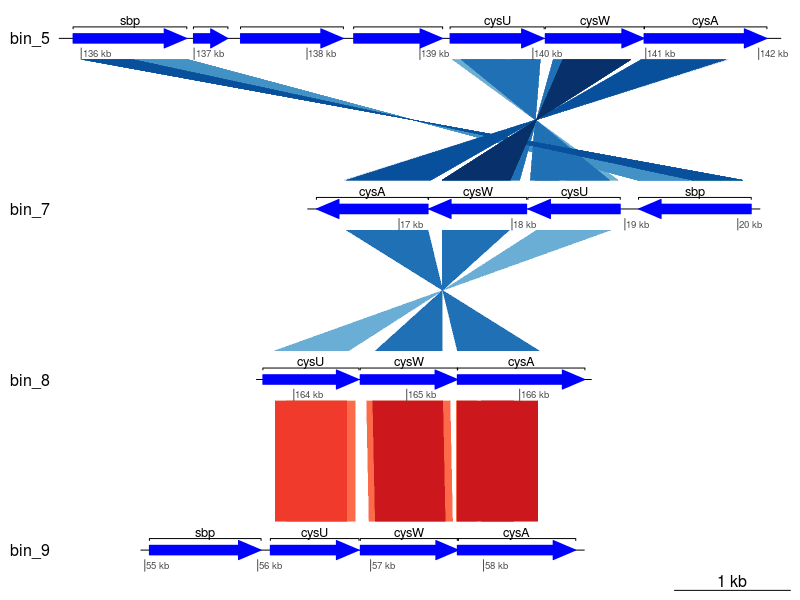 sbp cysU cysW cysA
bin_5
136 kb 137 kb 138 kb 139 kb 140 kb 141 kb 142 kb
cysA cysW cysU sbp
bin_7
17 kb 18 kb 19 kb 20 kb
cysU cysW cysA
bin_8
164 kb 165 kb 166 kb
sbp cysU cysW cysA
bin_9
55 kb 56 kb 57 kb 58 kb
1 kb